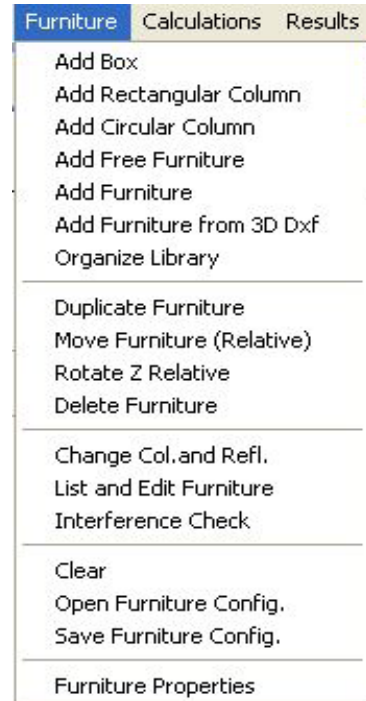 Furniture Calculations Results
Add Box
Add Rectangular Column
Add Circular Column
Add Free Furniture
Add Furniture
Add Furniture from 3D Dxf
Organize Library
Duplicate Furniture
Move Furniture (Relative)
Rotate Z Relative
Delete Furniture
Change Col.and Refl.
List and Edit Furniture
Interference Check
Clear
Open Furniture Config.
Save Furniture Config.
Furniture Properties